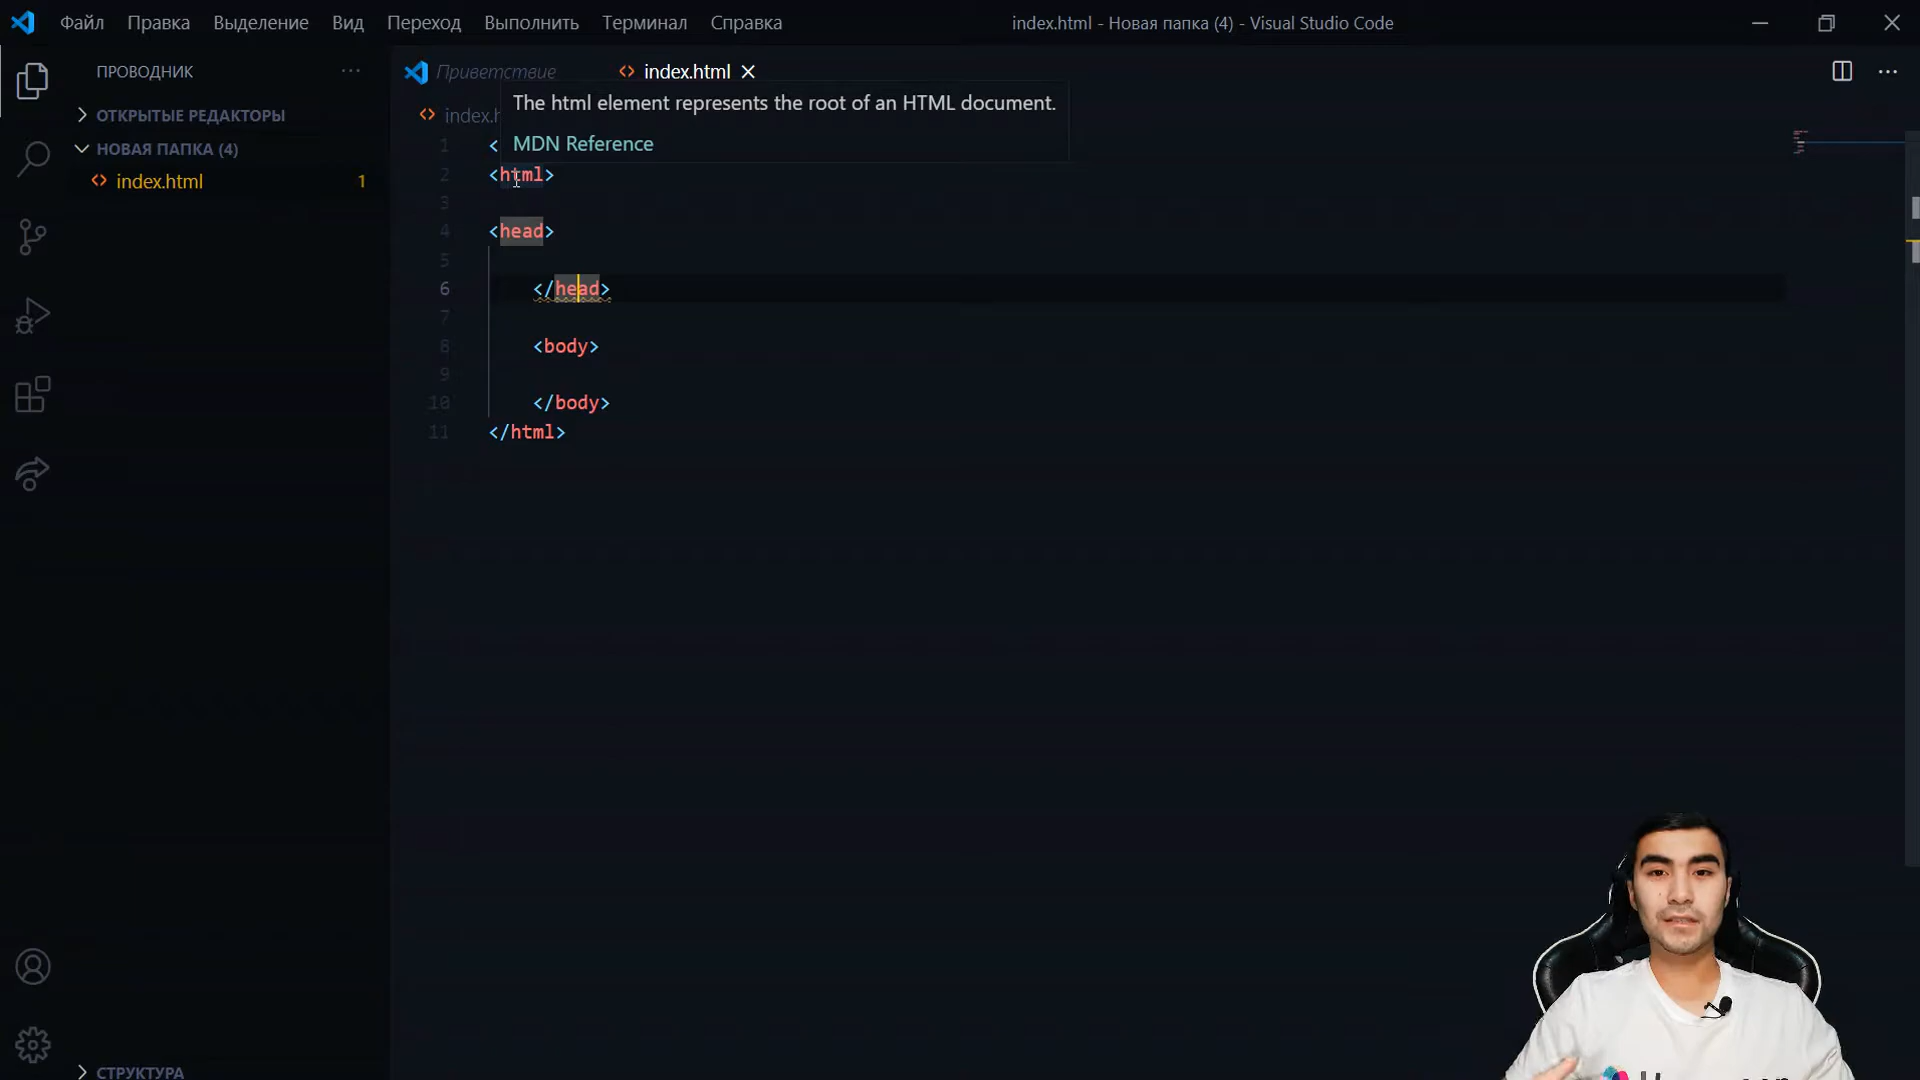 Файл Правка Выделение Вид Переход Выполнить Терминал Справка index.html - Новая папка (4) - Visual Studio Code
ПРОВОДНИК
Приветствие index.html
ОТКРЫТЫЕ РЕДАКТОРЫ
The html element represents the root of an HTML document.
MDN Reference
НОВАЯ ПАПКА (4)
index.html 1
1 <
2 <html>
3
4 <head>
5
6 </head>
7
8 <body>
9
10 </body>
11 </html>
СТРУКТУРА